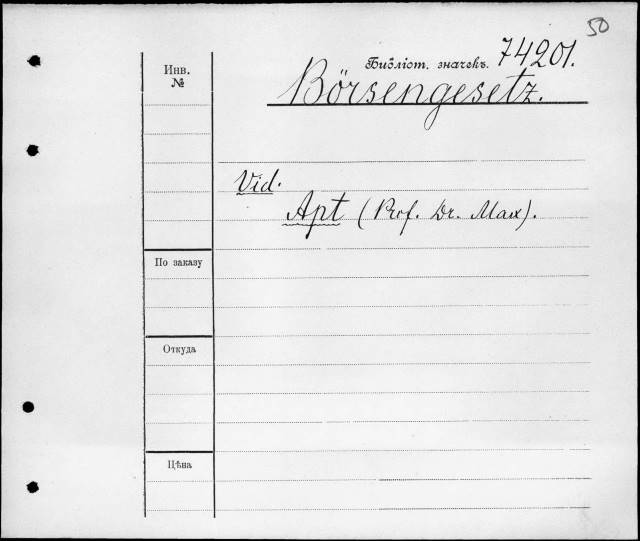 50
Библіот. значекъ. 74201.
Инв.
№
Börsengesetz.
Vid.
Apt (Prof. Dr. Max).
По заказу
Откуда
Цѣна